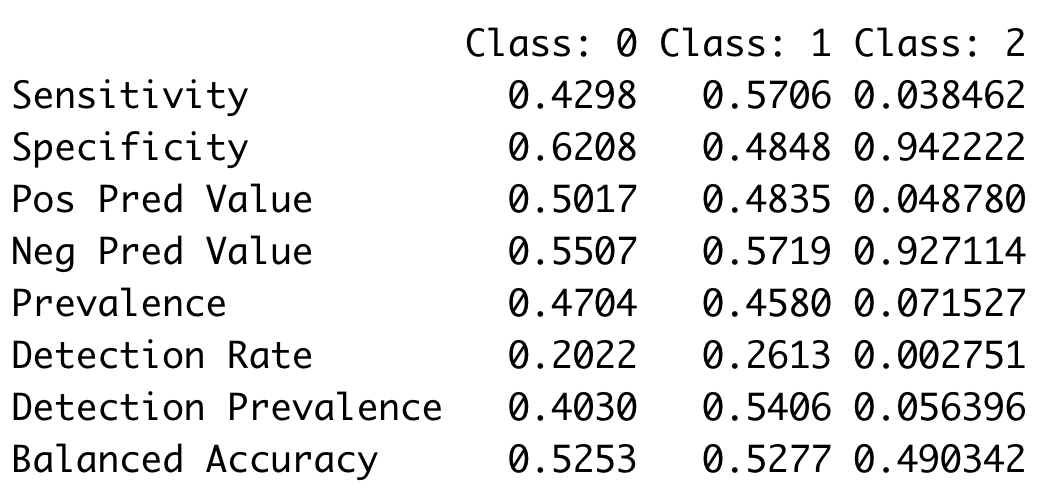 Class: 0 Class: 1 Class: 2
Sensitivity 0.4298 0.5706 0.038462
Specificity 0.6208 0.4848 0.942222
Pos Pred Value 0.5017 0.4835 0.048780
Neg Pred Value 0.5507 0.5719 0.927114
Prevalence 0.4704 0.4580 0.071527
Detection Rate 0.2022 0.2613 0.002751
Detection Prevalence 0.4030 0.5406 0.056396
Balanced Accuracy 0.5253 0.5277 0.490342